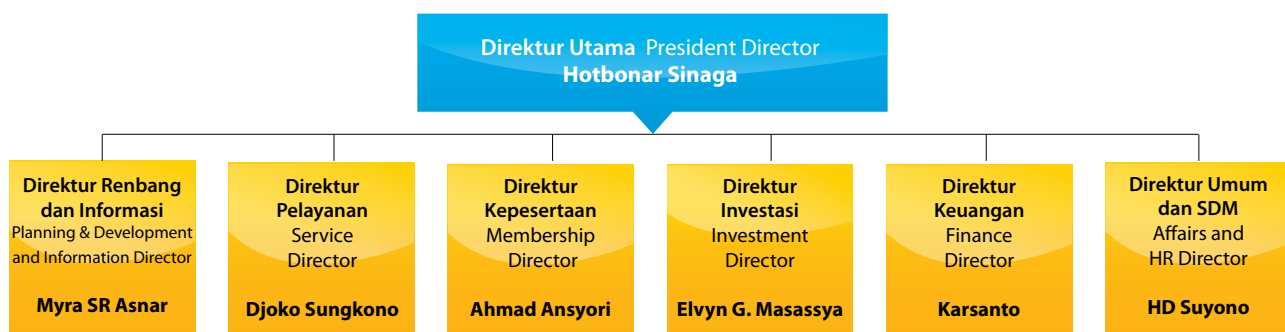 Direktur Utama President Director
Hotbonar Sinaga
Direktur Renbang
dan Informasi
Planning & Development
and Information Director
Myra SR Asnar
Direktur
Pelayanan
Service
Director
Djoko Sungkono
Direktur
Kepesertaan
Membership
Director
Ahmad Ansyori
Direktur
Investasi
Investment
Director
Elvyn G. Masassya
Direktur
Keuangan
Finance
Director
Karsanto
Direktur Umum
dan SDM
Affairs and
HR Director
HD Suyono